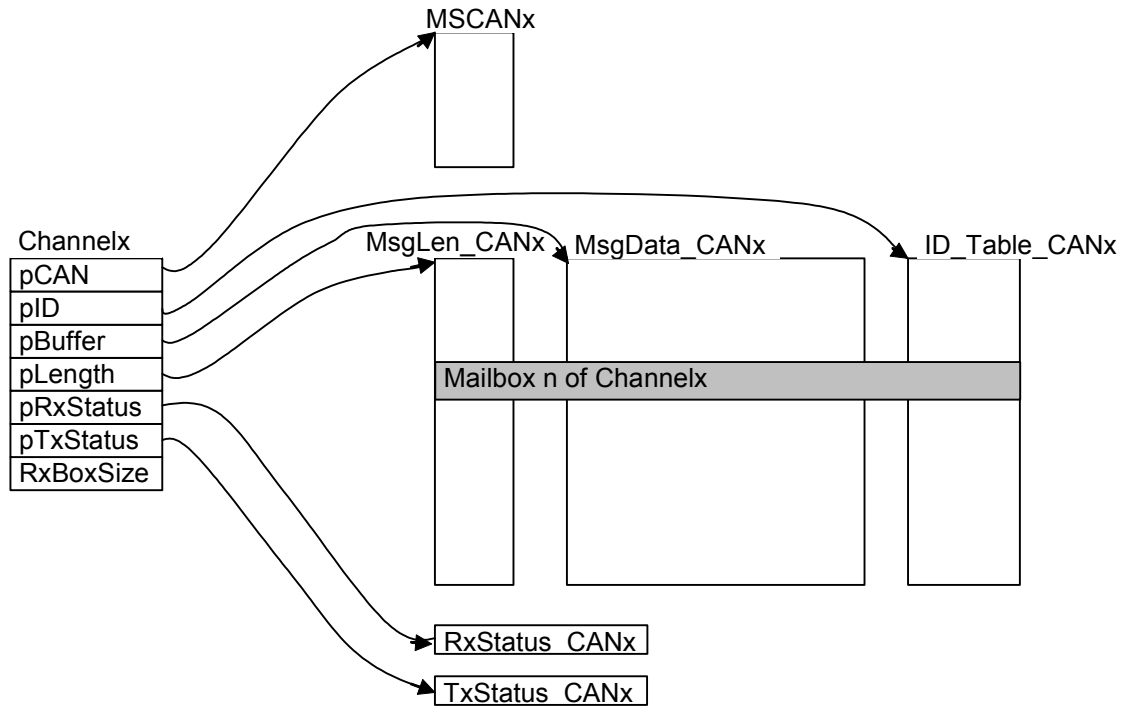 MSCANx
Channelx
pCAN
pID
pBuffer
pLength
pRxStatus
pTxStatus
RxBoxSize
MsgLen_CANx
MsgData_CANx
ID_Table_CANx
Mailbox n of Channelx
RxStatus_CANx
TxStatus_CANx